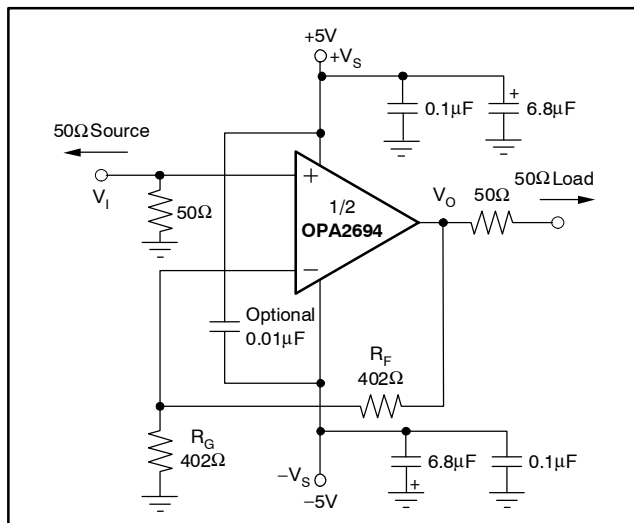 +5V
+V_S
0.1μF
6.8μF
+
50Ω Source
V_I
50Ω
+
−
1/2
OPA2694
V_O
50Ω
50Ω Load
Optional
0.01μF
R_F
402Ω
R_G
402Ω
−V_S
−5V
6.8μF
+
0.1μF